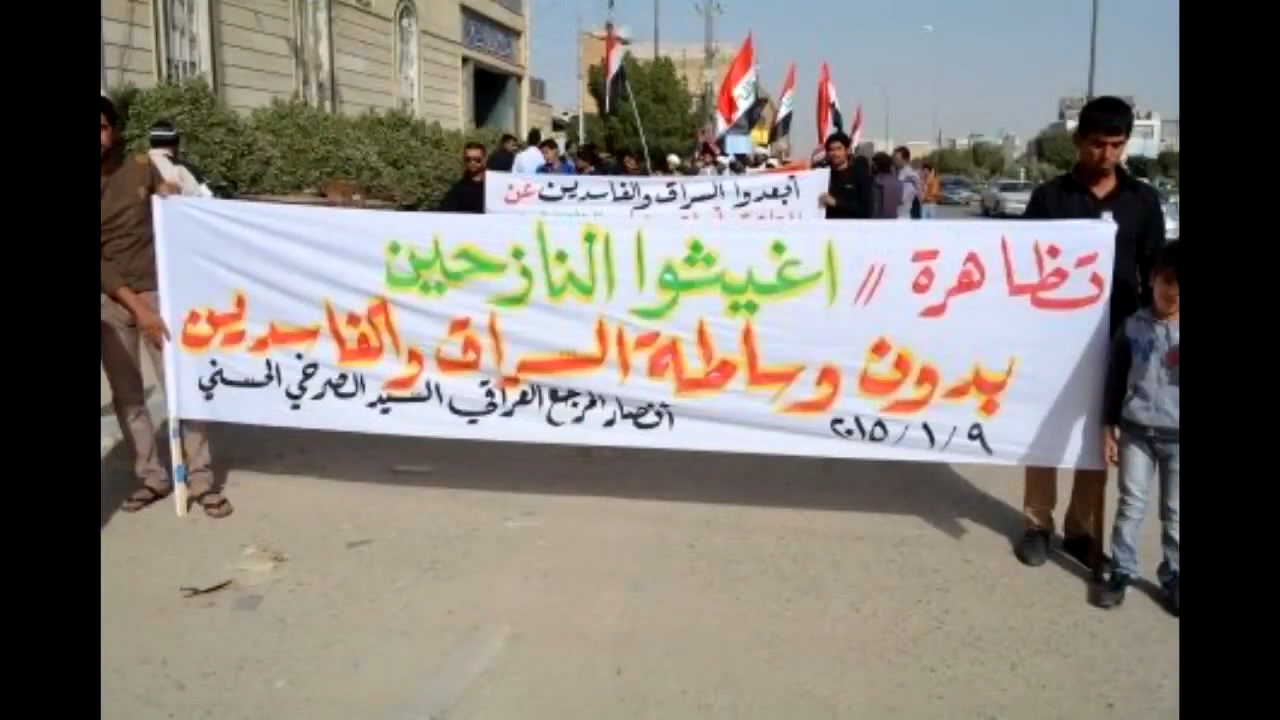 أبعدوا السراق والفاسدين عن
تظاهرة // اغيثوا النازحين
بدون وساطة السراق والفاسدين
٢٠١٥/١/٩
أنصار المرجع العراقي السيد الصرخي الحسني